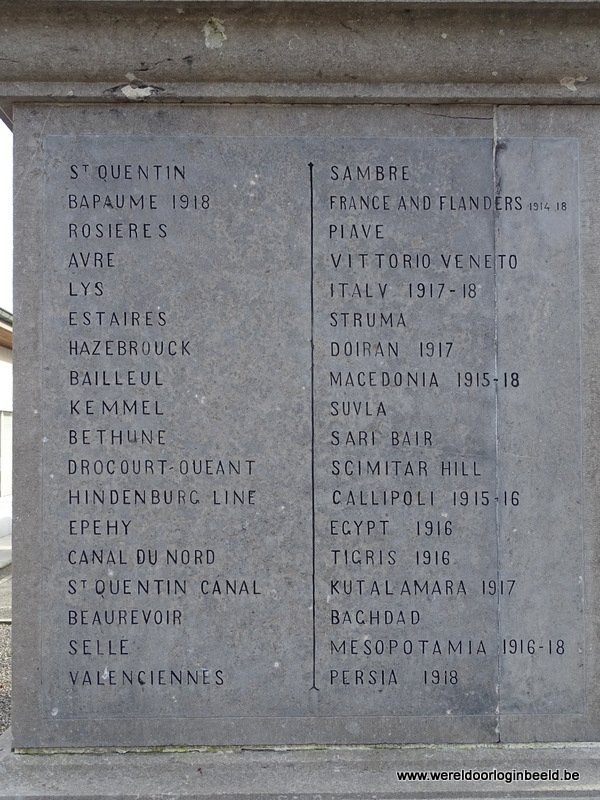 ST QUENTIN
BAPAUME 1918
ROSIERES
AVRE
LYS
ESTAIRES
HAZEBROUCK
BAILLEUL
KEMMEL
BETHUNE
DROCOURT-QUEANT
HINDENBURG LINE
EPEHY
CANAL DU NORD
ST QUENTIN CANAL
BEAUREVOIR
SELLE
VALENCIENNES
SAMBRE
FRANCE AND FLANDERS 1914-18
PIAVE
VITTORIO VENETO
ITALY 1917-18
STRUMA
DOIRAN 1917
MACEDONIA 1915-18
SUVLA
SARI BAIR
SCIMITAR HILL
GALLIPOLI 1915-16
EGYPT 1916
TIGRIS 1916
KUT AL AMARA 1917
BAGHDAD
MESOPOTAMIA 1916-18
PERSIA 1918
www.wereldoorloginbeeld.be